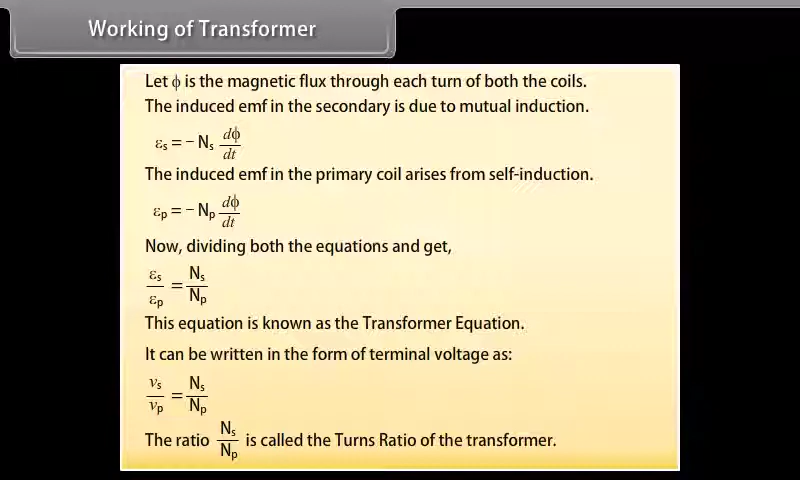 Working of Transformer
Let ϕ is the magnetic flux through each turn of both the coils.
The induced emf in the secondary is due to mutual induction.
εs = − Ns dϕ/dt
The induced emf in the primary coil arises from self-induction.
εp = − Np dϕ/dt
Now, dividing both the equations and get,
εs/εp = Ns/Np
This equation is known as the Transformer Equation.
It can be written in the form of terminal voltage as:
vs/vp = Ns/Np
The ratio Ns/Np is called the Turns Ratio of the transformer.